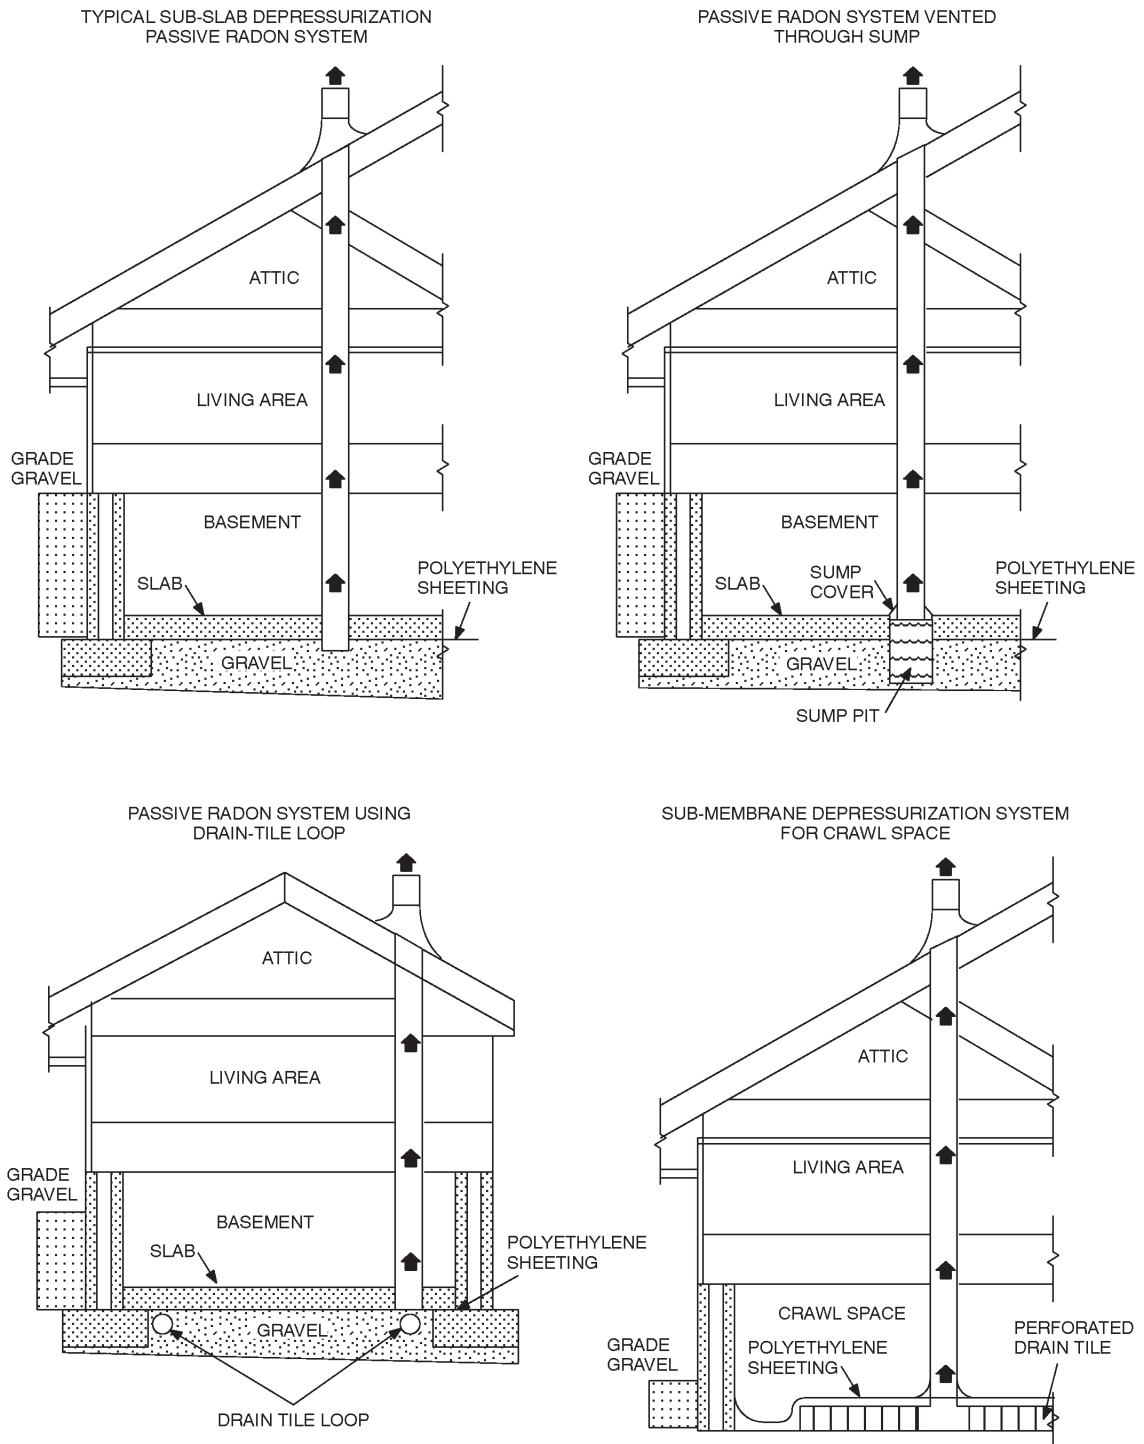 TYPICAL SUB-SLAB DEPRESSURIZATION
PASSIVE RADON SYSTEM
ATTIC
LIVING AREA
GRADE
GRAVEL
BASEMENT
SLAB
POLYETHYLENE
SHEETING
GRAVEL
PASSIVE RADON SYSTEM VENTED
THROUGH SUMP
ATTIC
LIVING AREA
GRADE
GRAVEL
BASEMENT
SLAB
SUMP
COVER
POLYETHYLENE
SHEETING
GRAVEL
SUMP PIT
PASSIVE RADON SYSTEM USING
DRAIN-TILE LOOP
ATTIC
LIVING AREA
GRADE
GRAVEL
BASEMENT
SLAB
POLYETHYLENE
SHEETING
GRAVEL
DRAIN TILE LOOP
SUB-MEMBRANE DEPRESSURIZATION SYSTEM
FOR CRAWL SPACE
ATTIC
LIVING AREA
CRAWL SPACE
GRADE
GRAVEL
POLYETHYLENE
SHEETING
PERFORATED
DRAIN TILE